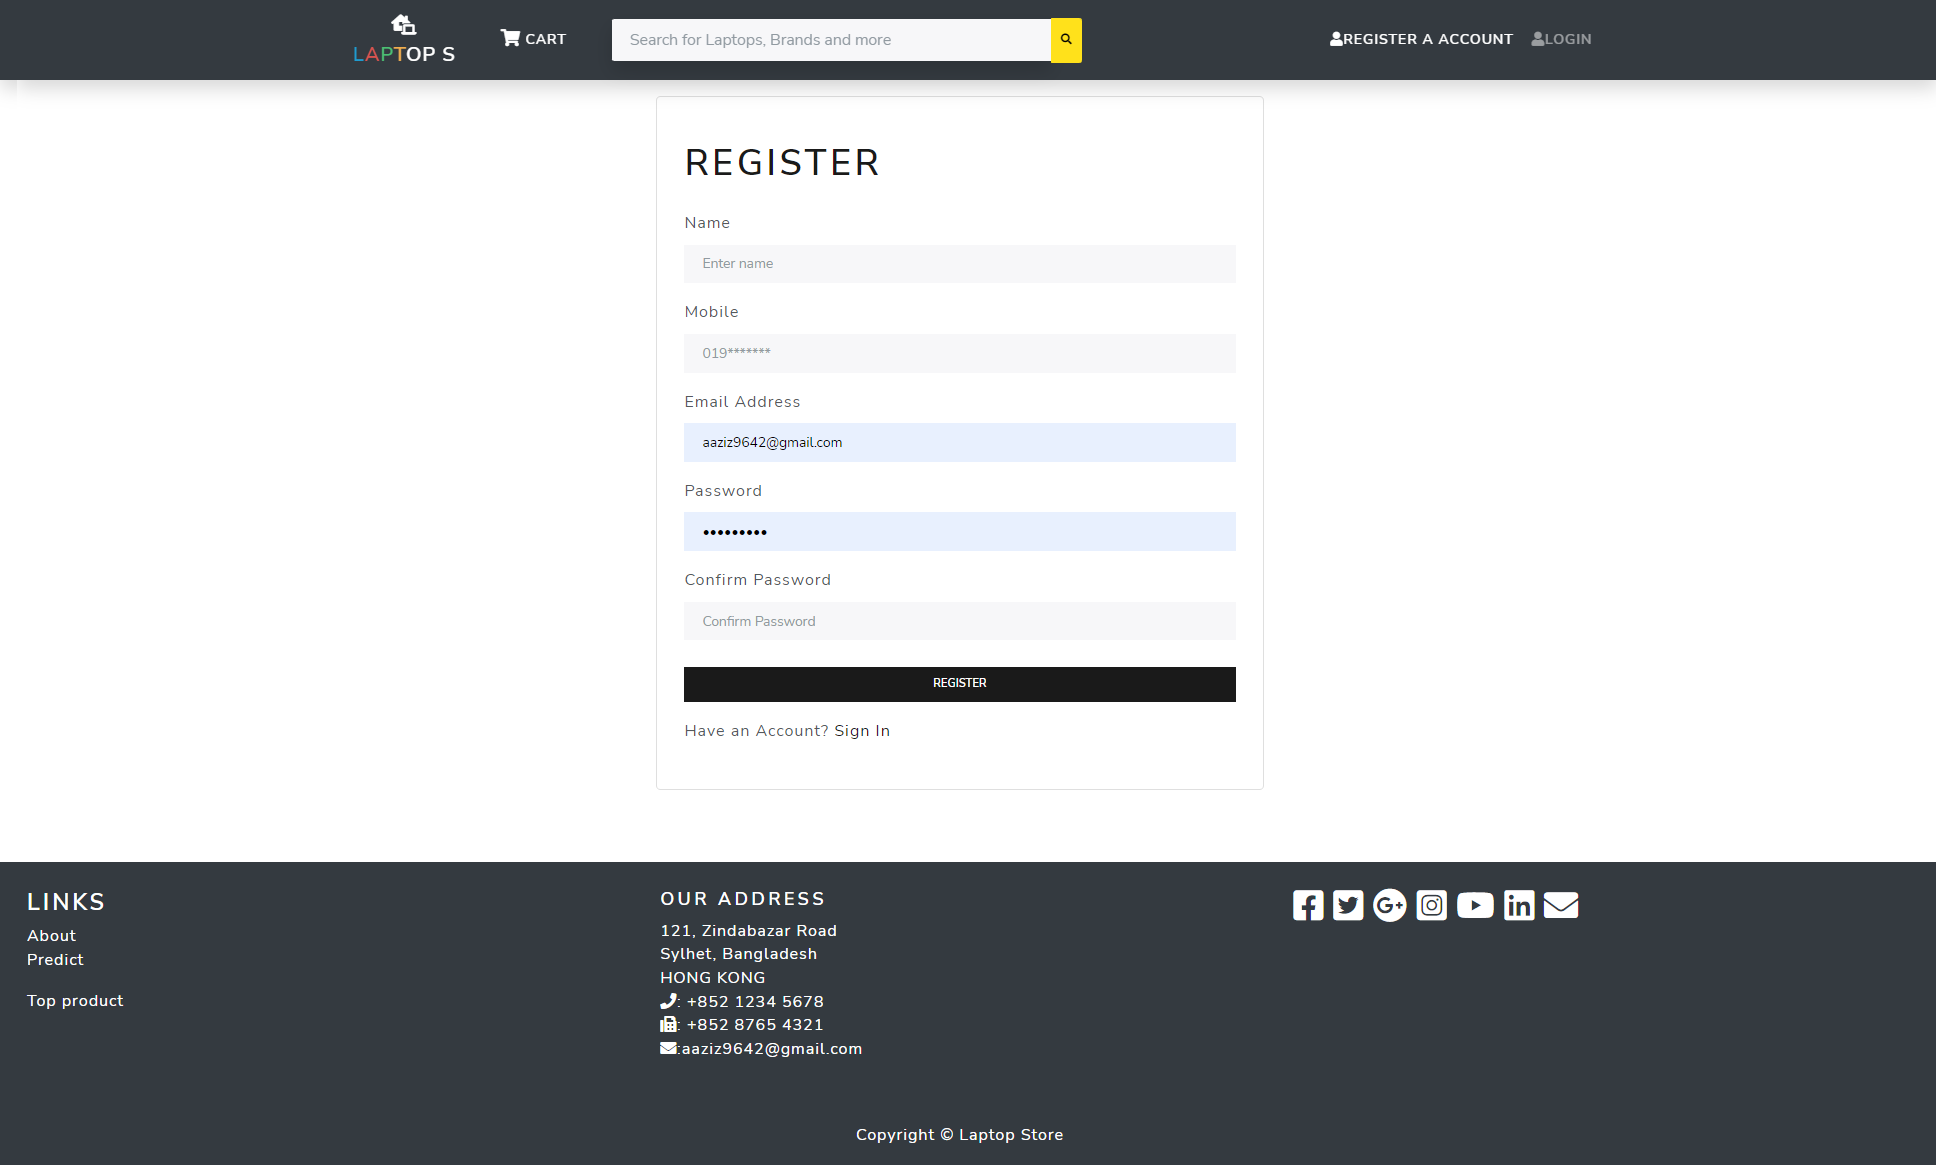 LAPTOP S
CART
Search for Laptops, Brands and more
REGISTER A ACCOUNT
LOGIN
REGISTER
Name
Enter name
Mobile
019*******
Email Address
aaziz9642@gmail.com
Password
•••••••••
Confirm Password
Confirm Password
REGISTER
Have an Account? Sign In
LINKS
About
Predict
Top product
OUR ADDRESS
121, Zindabazar Road
Sylhet, Bangladesh
HONG KONG
: +852 1234 5678
: +852 8765 4321
:aaziz9642@gmail.com
Copyright © Laptop Store